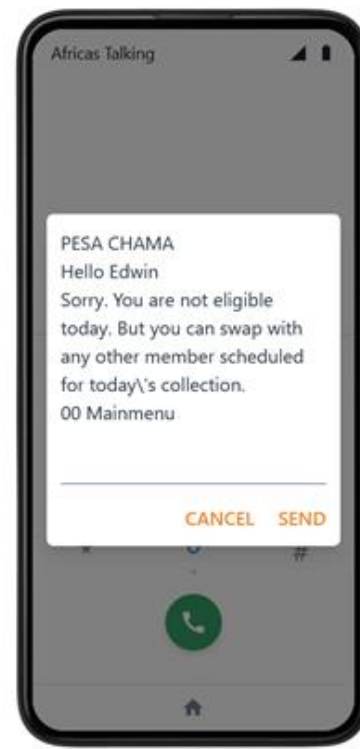 Africas Talking
PESA CHAMA
Hello Edwin
Sorry. You are not eligible
today. But you can swap with
any other member scheduled
for today\'s collection.
00 Mainmenu
CANCEL SEND
* #